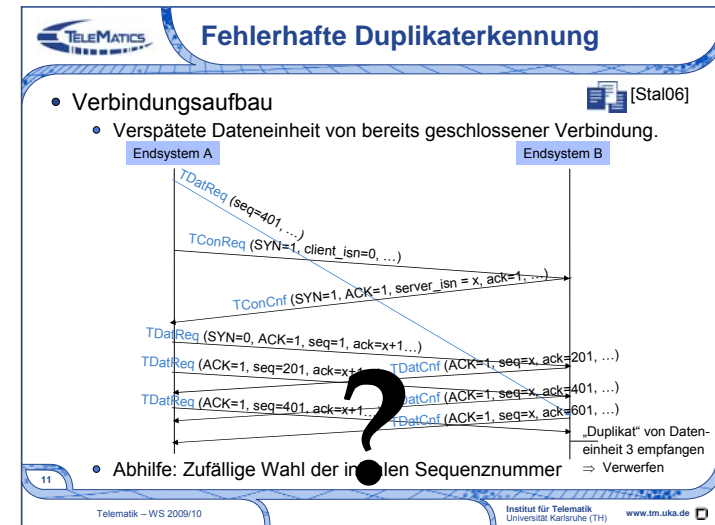 TELEMATICS
Fehlerhafte Duplikaterkennung
• Verbindungsaufbau
[Stal06]
• Verspätete Dateneinheit von bereits geschlossener Verbindung.
Endsystem A
Endsystem B
TDatReq (seq=401, …)
TConReq (SYN=1, client_isn=0, …)
TConCnf (SYN=1, ACK=1, server_isn = x, ack=1, …)
TDatReq (SYN=0, ACK=1, seq=1, ack=x+1…)
TDatCnf (ACK=1, seq=x, ack=201, …)
TDatReq (ACK=1, seq=201, ack=x+1…
TDatCnf (ACK=1, seq=x, ack=401, …)
TDatReq (ACK=1, seq=401, ack=x+1…
TDatCnf (ACK=1, seq=x, ack=601, …)
?
„Duplikat“ von Daten-
einheit 3 empfangen
⇒ Verwerfen
• Abhilfe: Zufällige Wahl der initialen Sequenznummer
11
Telematik – WS 2009/10
Institut für Telematik
Universität Karlsruhe (TH)
www.tm.uka.de